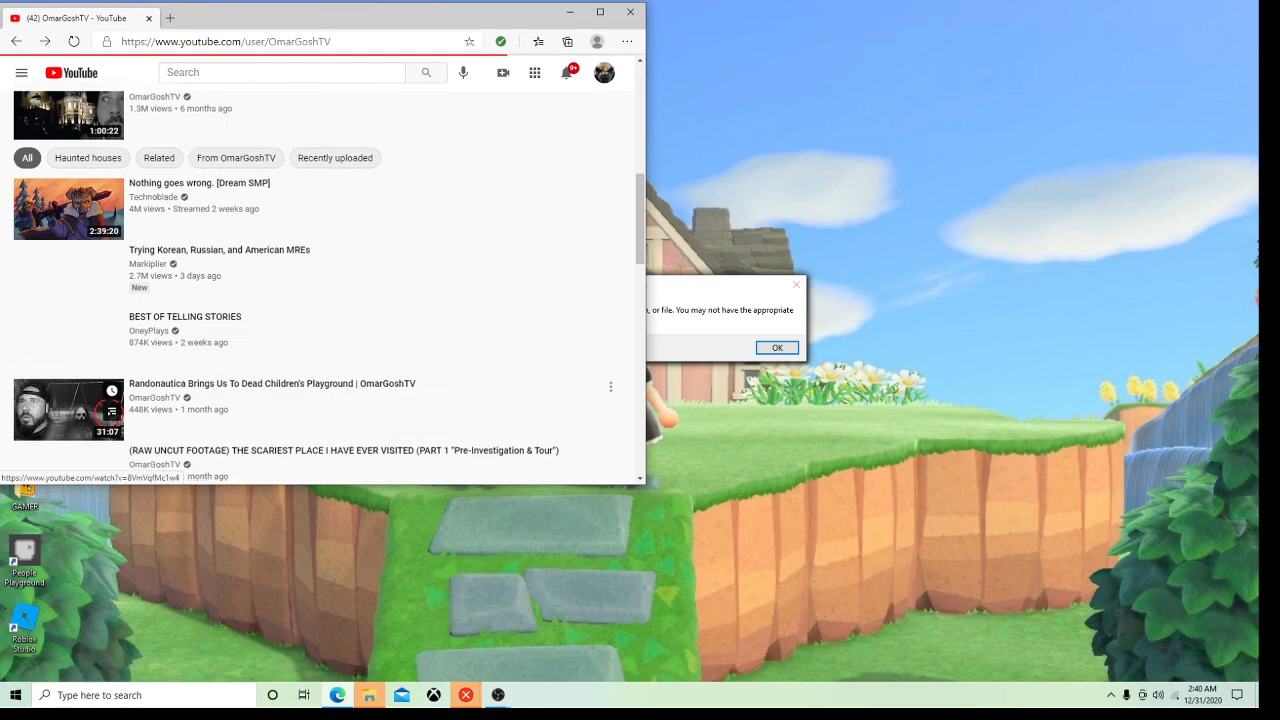 (42) OmarGoshTV - YouTube
https://www.youtube.com/user/OmarGoshTV
YouTube
Search
9+
OmarGoshTV
1.3M views • 6 months ago
1:00:22
All
Haunted houses
Related
From OmarGoshTV
Recently uploaded
Nothing goes wrong. [Dream SMP]
Technoblade
4M views • Streamed 2 weeks ago
2:39:20
Trying Korean, Russian, and American MREs
Markiplier
2.7M views • 3 days ago
New
, or file. You may not have the appropriate
OK
BEST OF TELLING STORIES
OneyPlays
874K views • 2 weeks ago
Randonautica Brings Us To Dead Children's Playground | OmarGoshTV
OmarGoshTV
448K views • 1 month ago
31:07
(RAW UNCUT FOOTAGE) THE SCARIEST PLACE I HAVE EVER VISITED (PART 1 "Pre-Investigation & Tour")
OmarGoshTV
month ago
https://www.youtube.com/watch?v=8VmVqfMc1w4
GAMER
People
Playground
Roblox
Studio
Type here to search
2:40 AM
12/31/2020